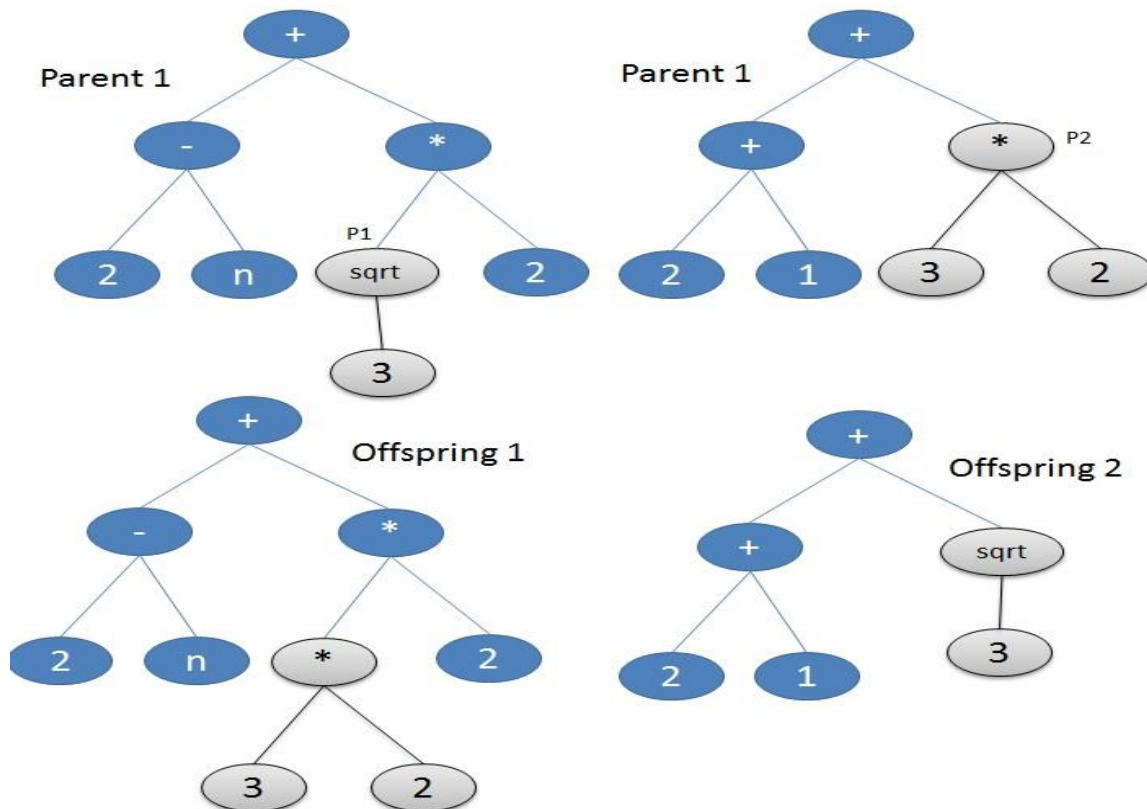 +
Parent 1
-
*
2
n
P1
sqrt
2
3
+
Parent 1
+
*
P2
2
1
3
2
+
Offspring 1
-
*
2
n
*
2
3
2
+
Offspring 2
+
sqrt
2
1
3